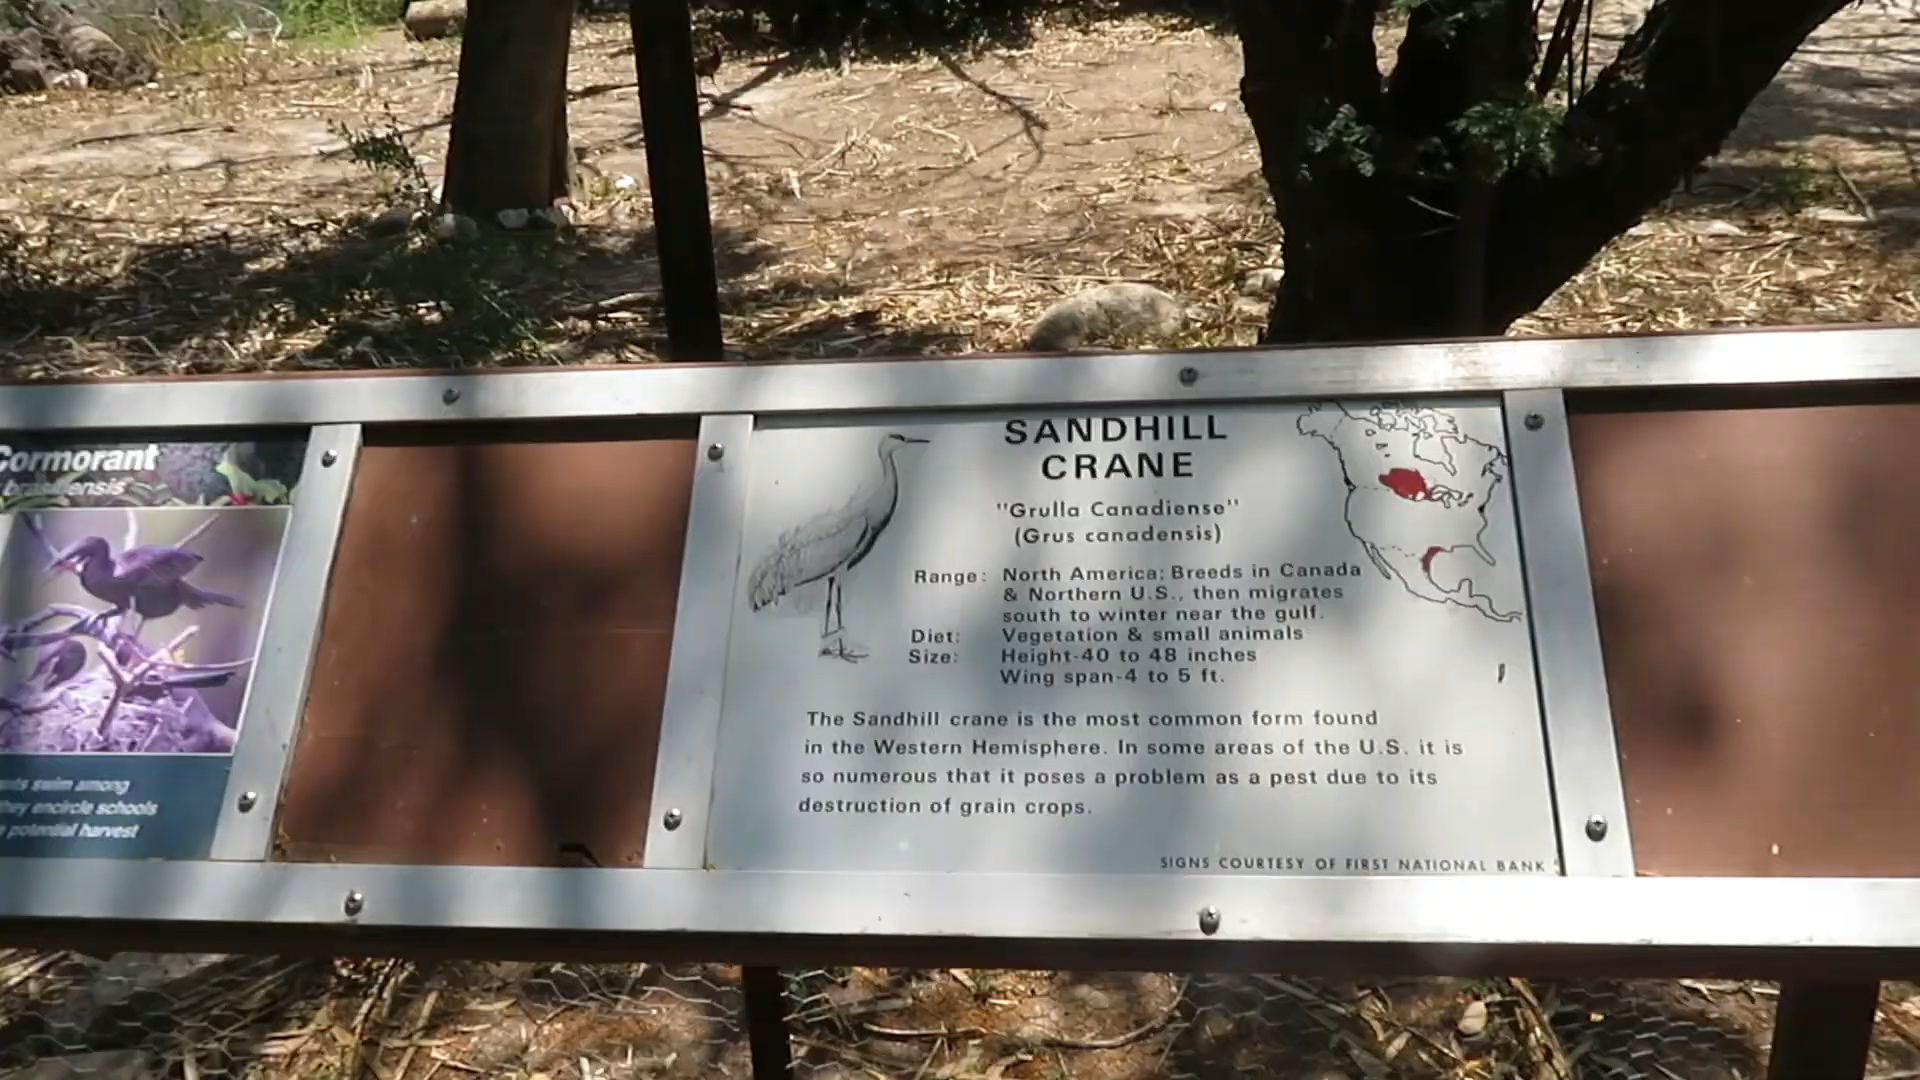 Cormorant
swim among
they encircle schools
potential harvest
SANDHILL
CRANE
"Grulla Canadiense"
(Grus canadensis)
Range: North America; Breeds in Canada
& Northern U.S., then migrates
south to winter near the gulf.
Diet: Vegetation & small animals
Size: Height-40 to 48 inches
Wing span-4 to 5 ft.
The Sandhill crane is the most common form found
in the Western Hemisphere. In some areas of the U.S. it is
so numerous that it poses a problem as a pest due to its
destruction of grain crops.
SIGNS COURTESY OF FIRST NATIONAL BANK